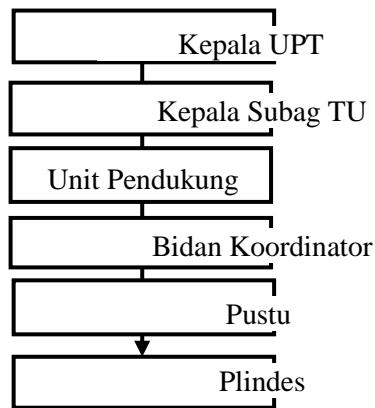 Kepala UPT
Kepala Subag TU
Unit Pendukung
Bidan Koordinator
Pustu
Plindes